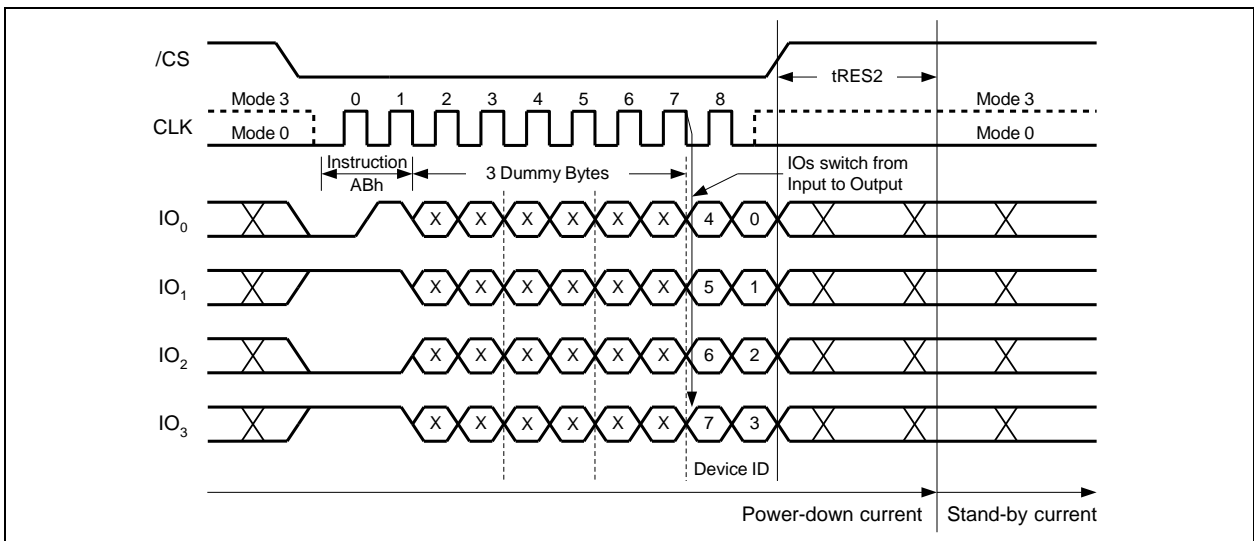 /CS
tRES2
Mode 3 0 1 2 3 4 5 6 7 8 Mode 3
CLK
Mode 0 Mode 0
Instruction
ABh
3 Dummy Bytes
IOs switch from
Input to Output
IO0 X X X X X X 4 0
IO1 X X X X X X 5 1
IO2 X X X X X X 6 2
IO3 X X X X X X 7 3
Device ID
Power-down current Stand-by current